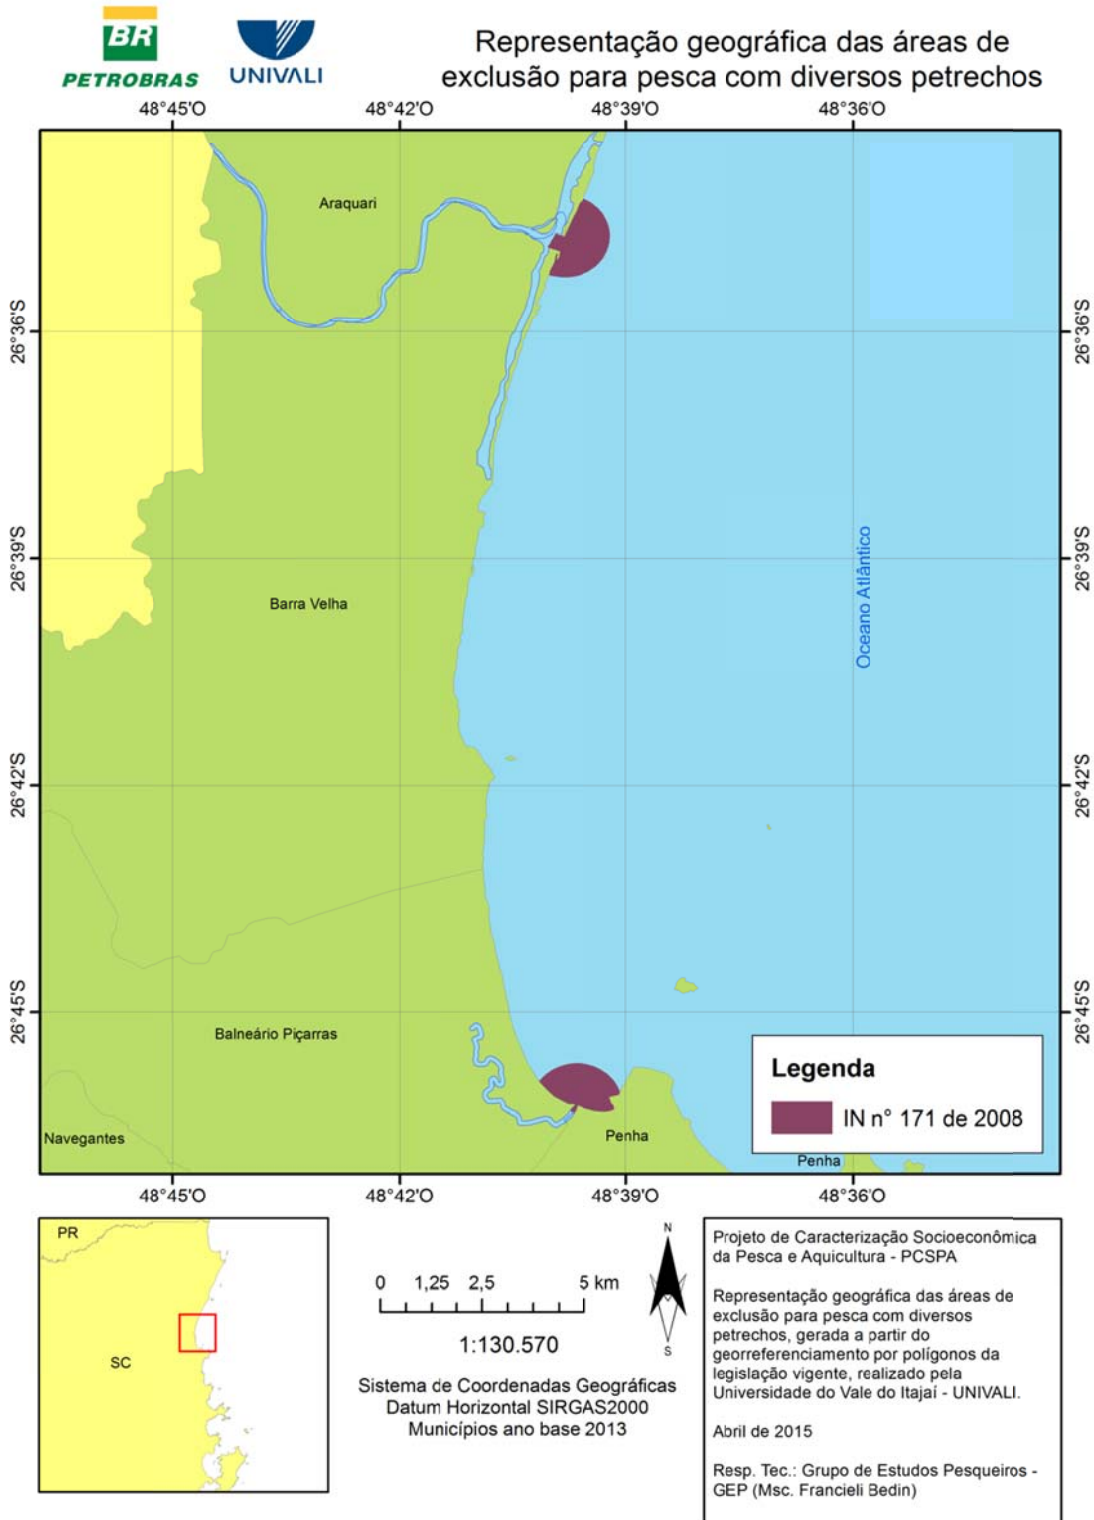 BR
PETROBRAS
UNIVALI
Representação geográfica das áreas de
exclusão para pesca com diversos petrechos
48°45'O
48°42'O
48°39'O
48°36'O
Araquari
26°36'S
26°36'S
26°39'S
26°39'S
Barra Velha
Oceano Atlântico
26°42'S
26°42'S
26°45'S
26°45'S
Balneário Piçarras
Legenda
IN n° 171 de 2008
Navegantes
Penha
Penha
48°45'O
48°42'O
48°39'O
48°36'O
PR
SC
N
S
0 1,25 2,5 5 km
1:130.570
Sistema de Coordenadas Geográficas
Datum Horizontal SIRGAS2000
Municípios ano base 2013
Projeto de Caracterização Socioeconômica
da Pesca e Aquicultura - PCSPA
Representação geográfica das áreas de
exclusão para pesca com diversos
petrechos, gerada a partir do
georreferenciamento por polígonos da
legislação vigente, realizado pela
Universidade do Vale do Itajaí - UNIVALI.
Abril de 2015
Resp. Tec.: Grupo de Estudos Pesqueiros -
GEP (Msc. Francieli Bedin)